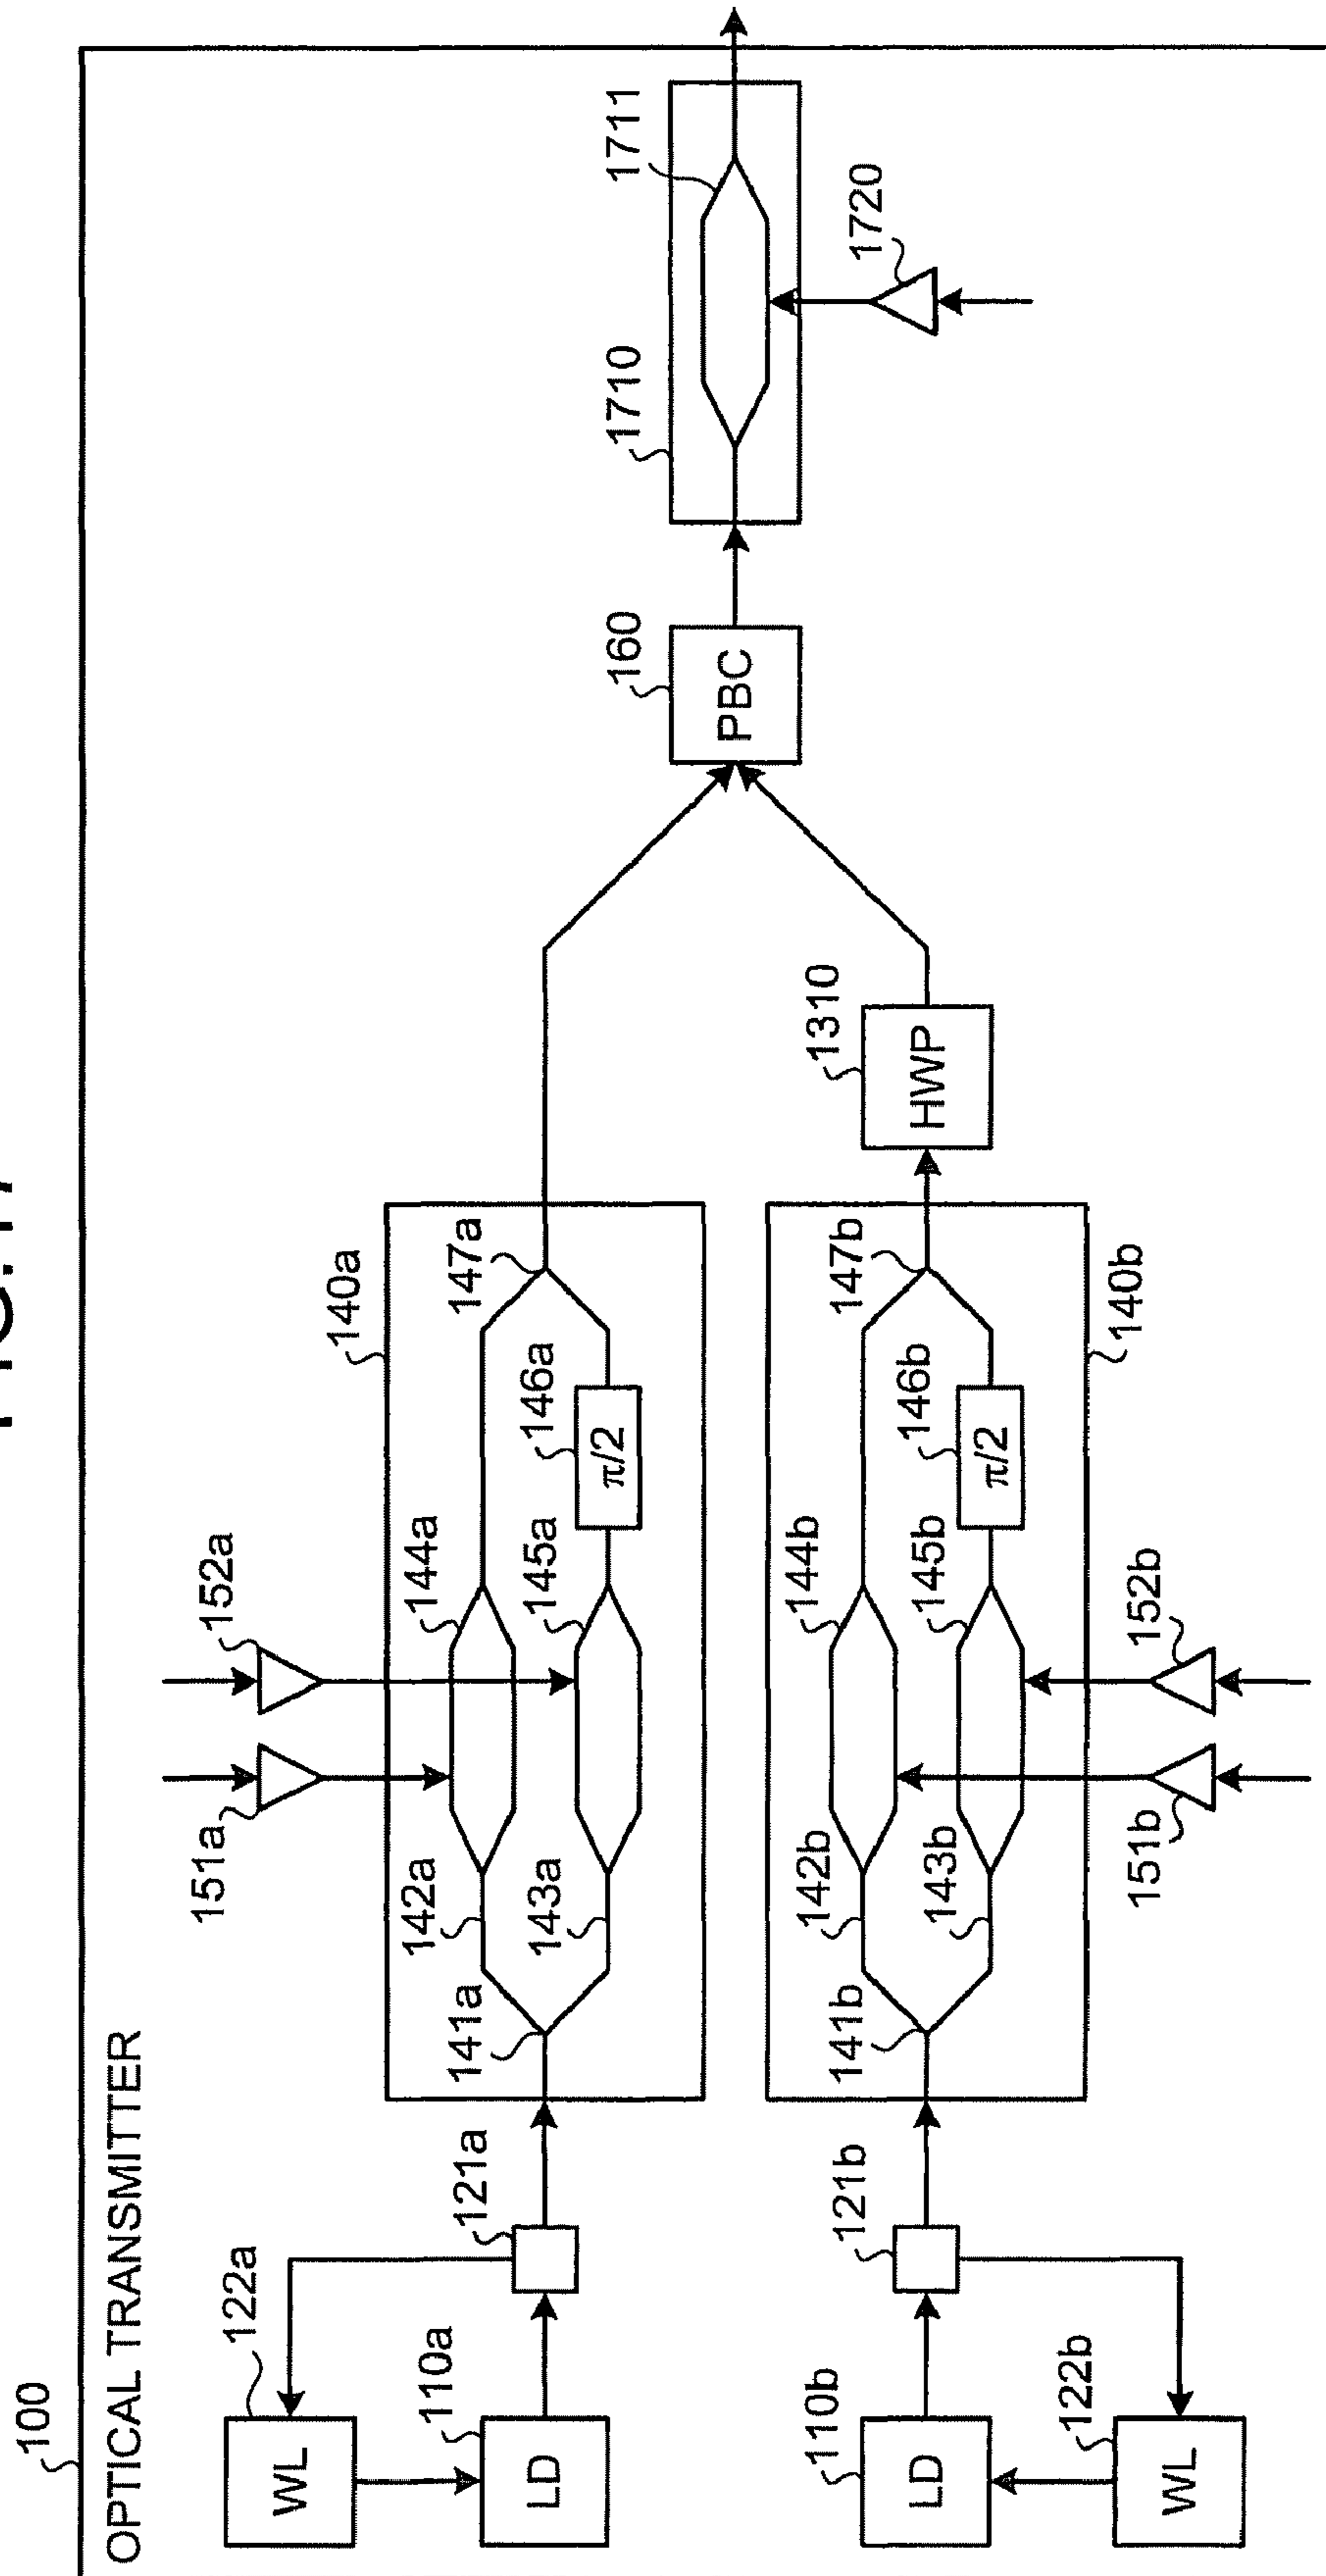 100
OPTICAL TRANSMITTER
122a
WL
110a
LD
121a
151a
152a
140a
141a
142a
143a
144a
145a
146a
π/2
147a
110b
LD
122b
WL
121b
140b
141b
142b
143b
144b
145b
146b
π/2
147b
151b
152b
1310
HWP
160
PBC
1710
1711
1720